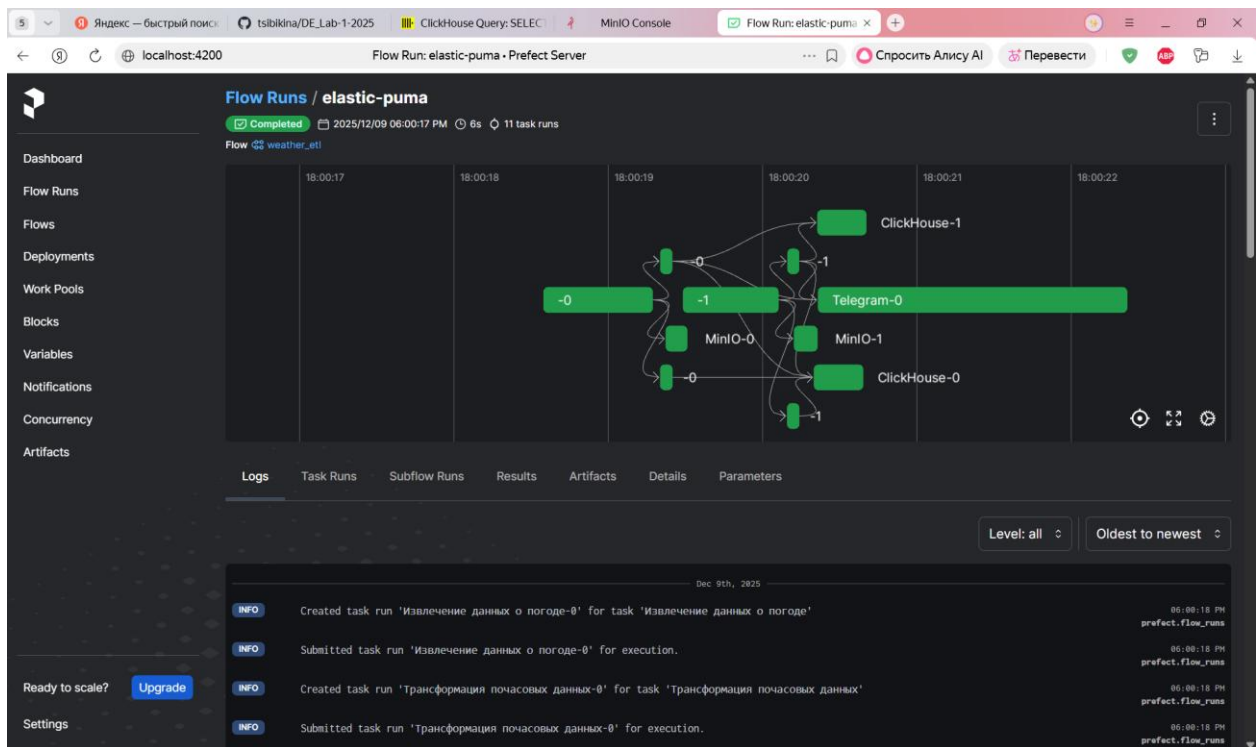 5
Яндекс — быстрый поиск
tsibikina/DE_Lab-1-2025
ClickHouse Query: SELECT
MinIO Console
Flow Run: elastic-puma
localhost:4200
Flow Run: elastic-puma • Prefect Server
Спросить Алису AI
Перевести
ABP
Flow Runs / elastic-puma
Completed 2025/12/09 06:00:17 PM 6s 11 task runs
Flow weather_etl
Dashboard
Flow Runs
Flows
Deployments
Work Pools
Blocks
Variables
Notifications
Concurrency
Artifacts
18:00:17 18:00:18 18:00:19 18:00:20 18:00:21 18:00:22
ClickHouse-1
-0 -1
-0 -1 Telegram-0
MinIO-0 MinIO-1
-0 ClickHouse-0
-1
Logs Task Runs Subflow Runs Results Artifacts Details Parameters
Level: all Oldest to newest
Dec 9th, 2025
INFO Created task run 'Извлечение данных о погоде-0' for task 'Извлечение данных о погоде' 06:00:18 PM
prefect.flow_runs
INFO Submitted task run 'Извлечение данных о погоде-0' for execution. 06:00:18 PM
prefect.flow_runs
INFO Created task run 'Трансформация почасовых данных-0' for task 'Трансформация почасовых данных' 06:00:18 PM
prefect.flow_runs
INFO Submitted task run 'Трансформация почасовых данных-0' for execution. 06:00:18 PM
prefect.flow_runs
Ready to scale? Upgrade
Settings